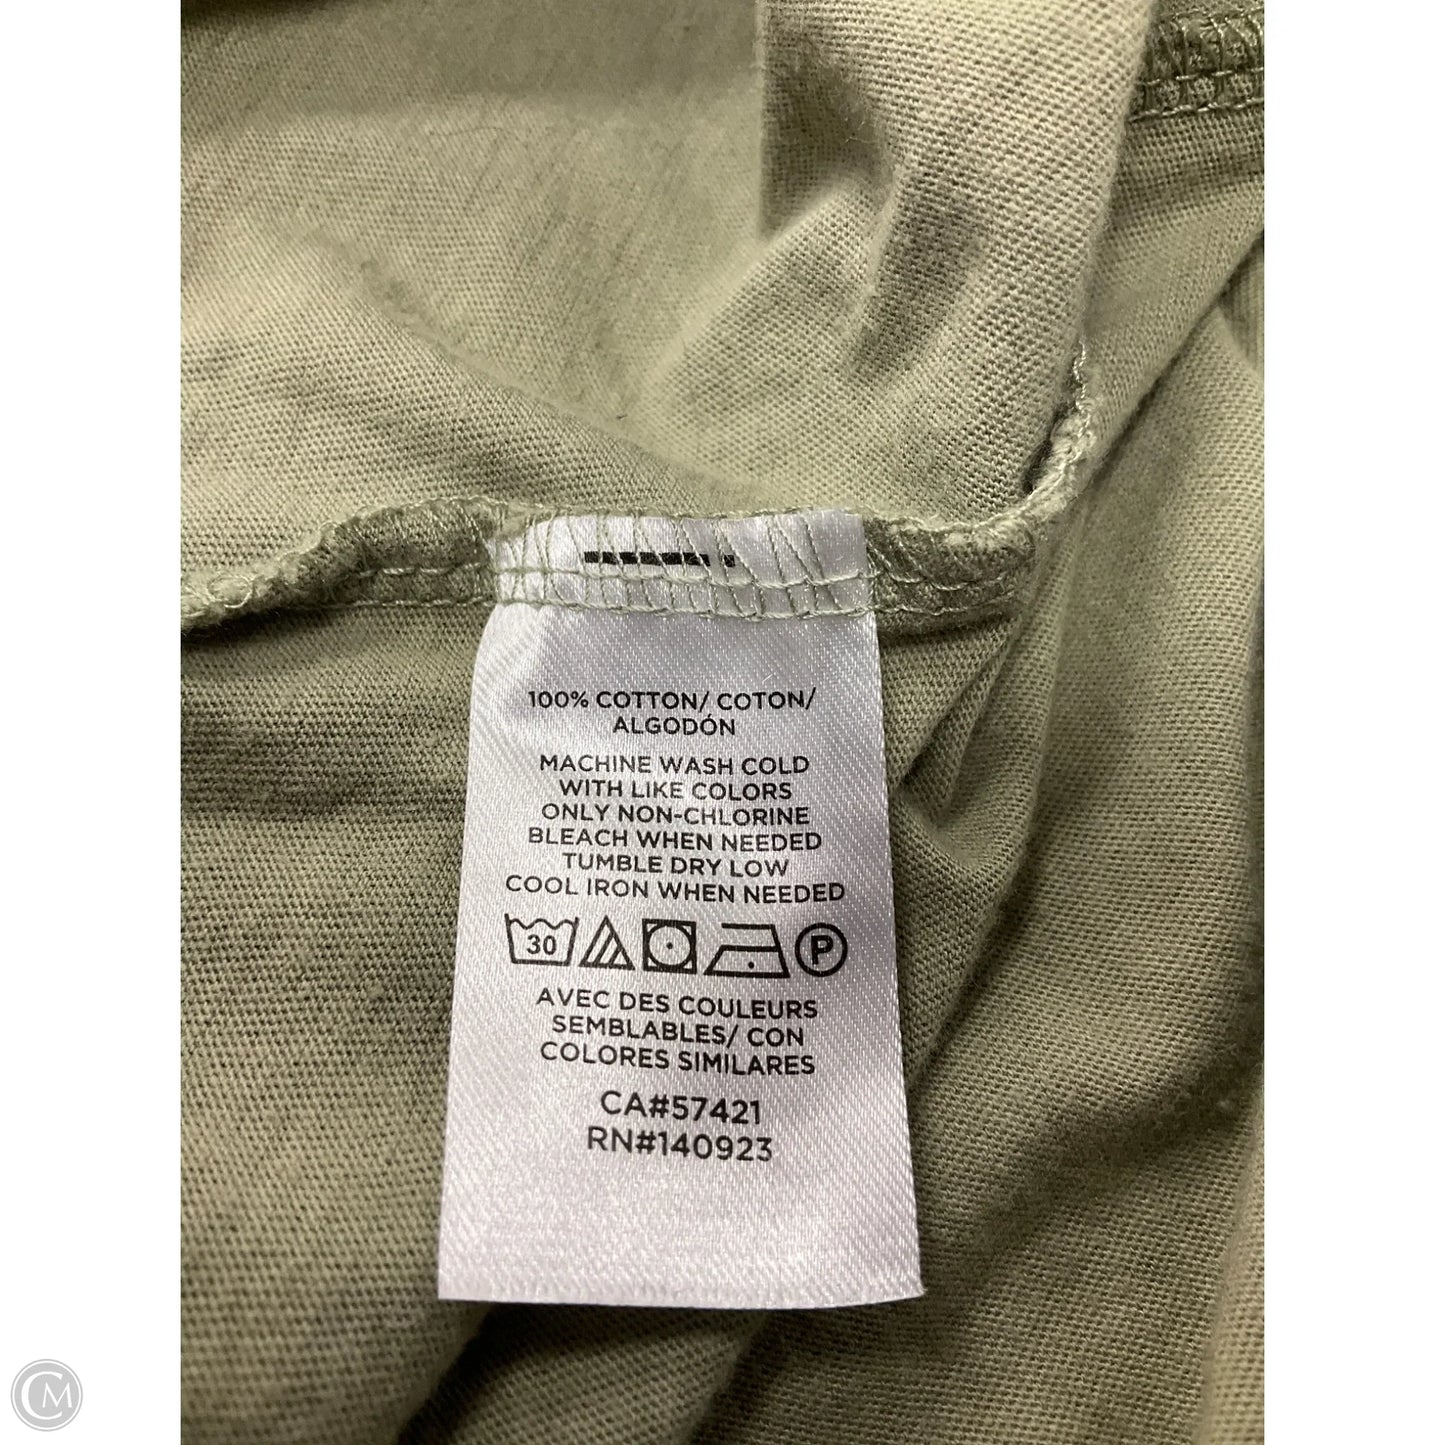 100% COTTON/ COTON/
ALGODÓN
MACHINE WASH COLD
WITH LIKE COLORS
ONLY NON-CHLORINE
BLEACH WHEN NEEDED
TUMBLE DRY LOW
COOL IRON WHEN NEEDED
30 P
AVEC DES COULEURS
SEMBLABLES/ CON
COLORES SIMILARES
CA#57421
RN#140923
CM